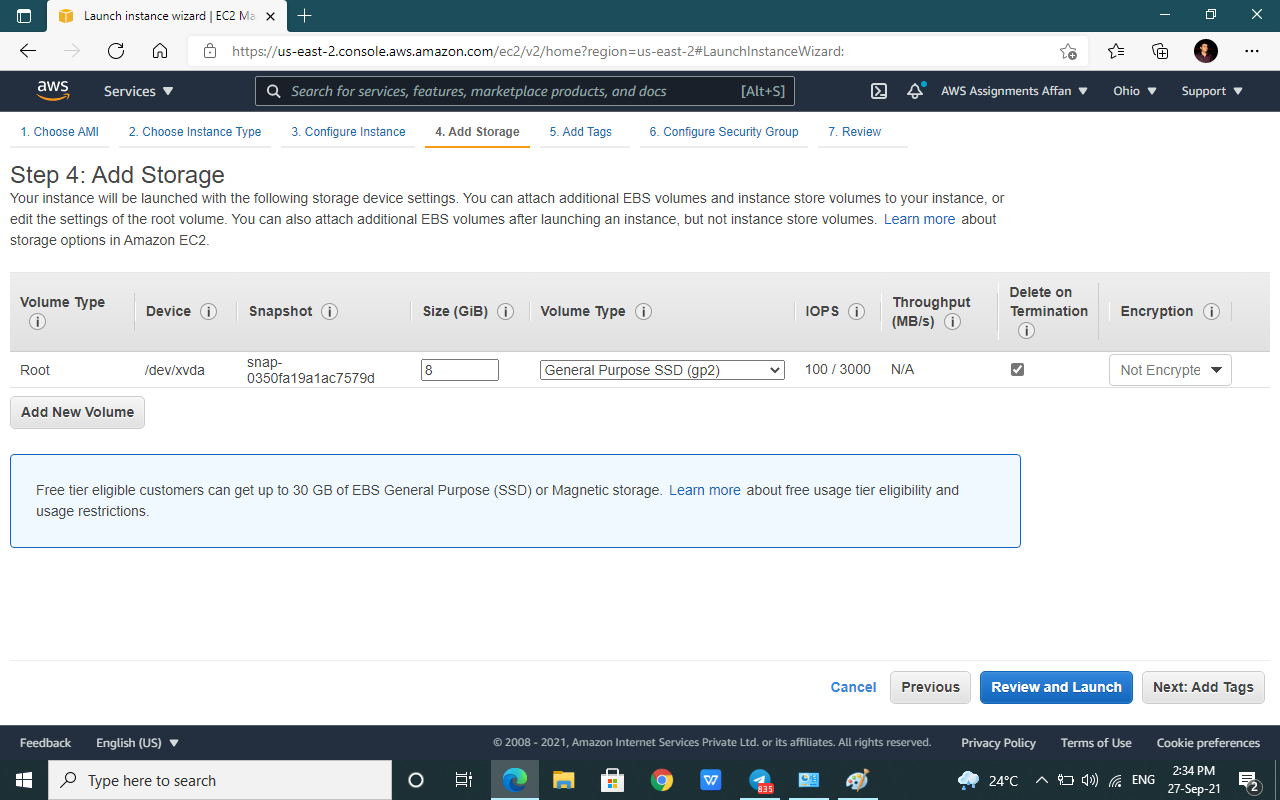 Launch instance wizard | EC2 Ma
https://us-east-2.console.aws.amazon.com/ec2/v2/home?region=us-east-2#LaunchInstanceWizard:
aws Services Search for services, features, marketplace products, and docs [Alt+S] AWS Assignments Affan Ohio Support
1. Choose AMI 2. Choose Instance Type 3. Configure Instance 4. Add Storage 5. Add Tags 6. Configure Security Group 7. Review
Step 4: Add Storage
Your instance will be launched with the following storage device settings. You can attach additional EBS volumes and instance store volumes to your instance, or
edit the settings of the root volume. You can also attach additional EBS volumes after launching an instance, but not instance store volumes. Learn more about
storage options in Amazon EC2.
Volume Type Device Snapshot Size (GiB) Volume Type IOPS Throughput (MB/s) Delete on Termination Encryption
Root /dev/xvda snap-0350fa19a1ac7579d 8 General Purpose SSD (gp2) 100 / 3000 N/A Not Encrypte
Add New Volume
Free tier eligible customers can get up to 30 GB of EBS General Purpose (SSD) or Magnetic storage. Learn more about free usage tier eligibility and
usage restrictions.
Cancel Previous Review and Launch Next: Add Tags
Feedback English (US) © 2008 - 2021, Amazon Internet Services Private Ltd. or its affiliates. All rights reserved. Privacy Policy Terms of Use Cookie preferences
Type here to search 835 24°C ENG 2:34 PM 2
27-Sep-21